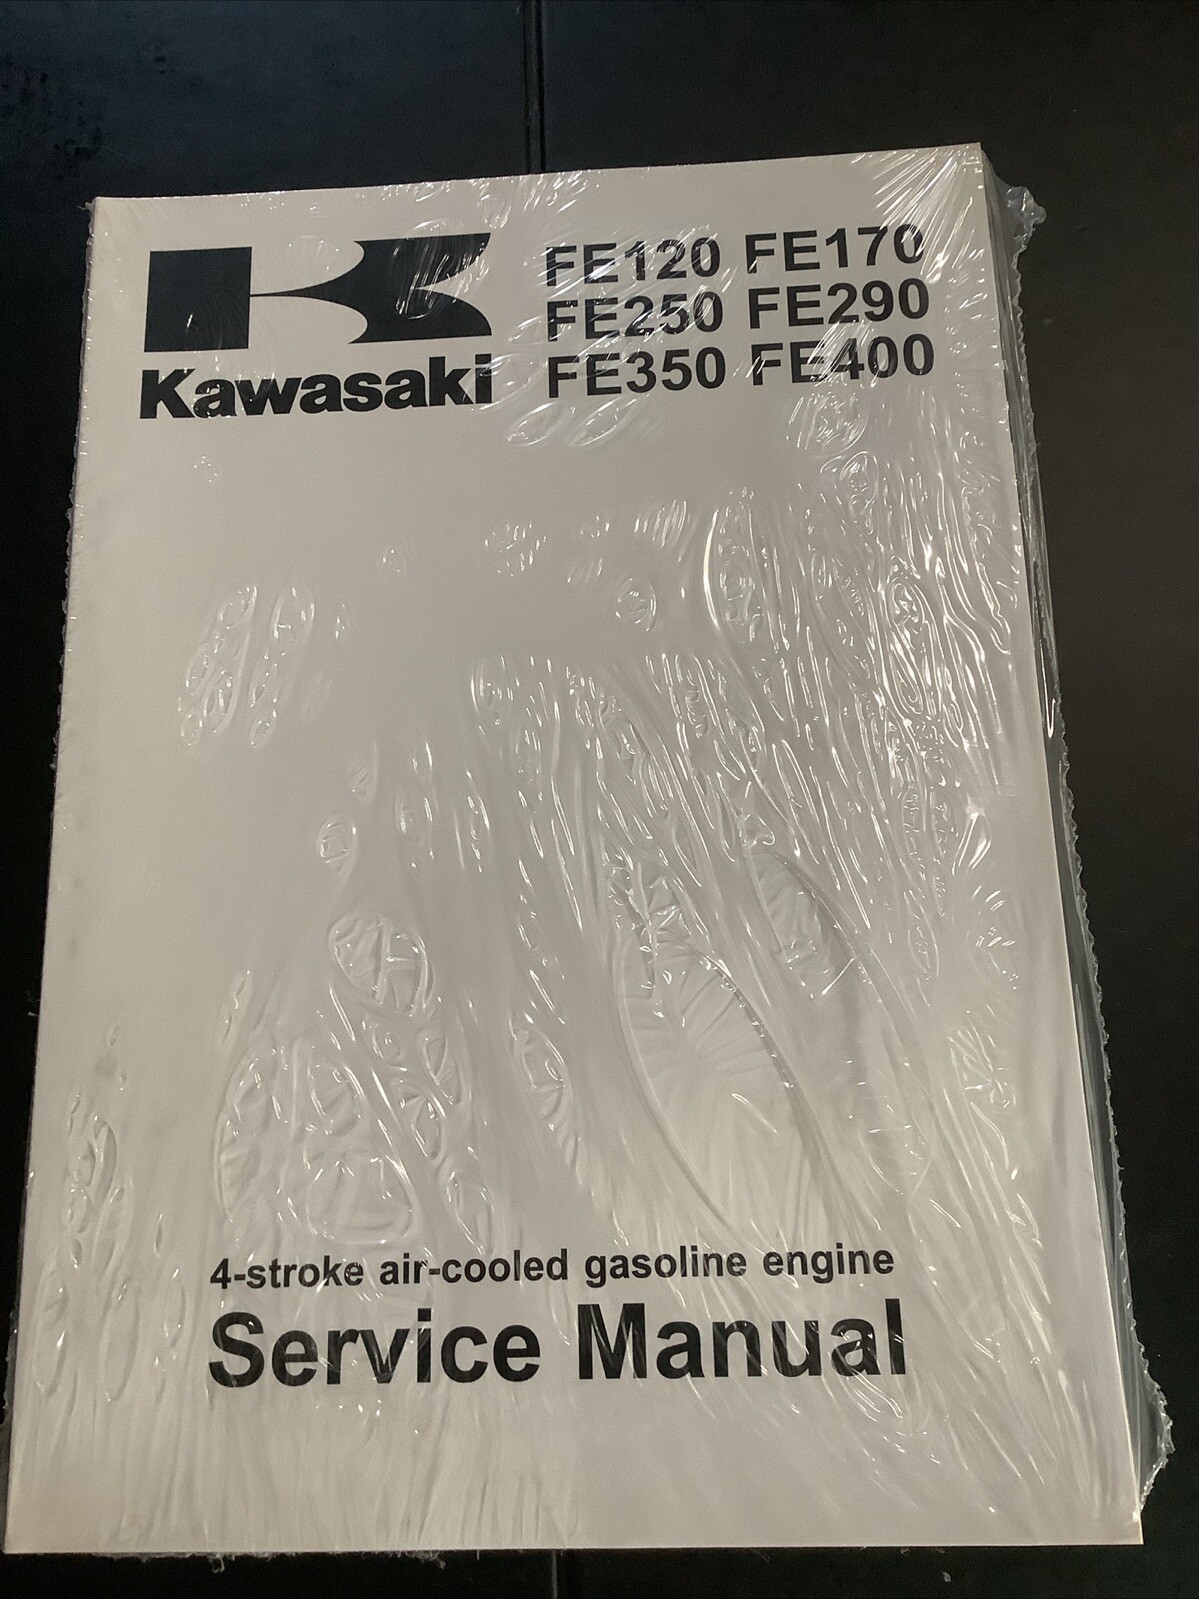 FE120 FE170
FE250 FE290
FE350 FE400
Kawasaki
4-stroke air-cooled gasoline engine
Service Manual